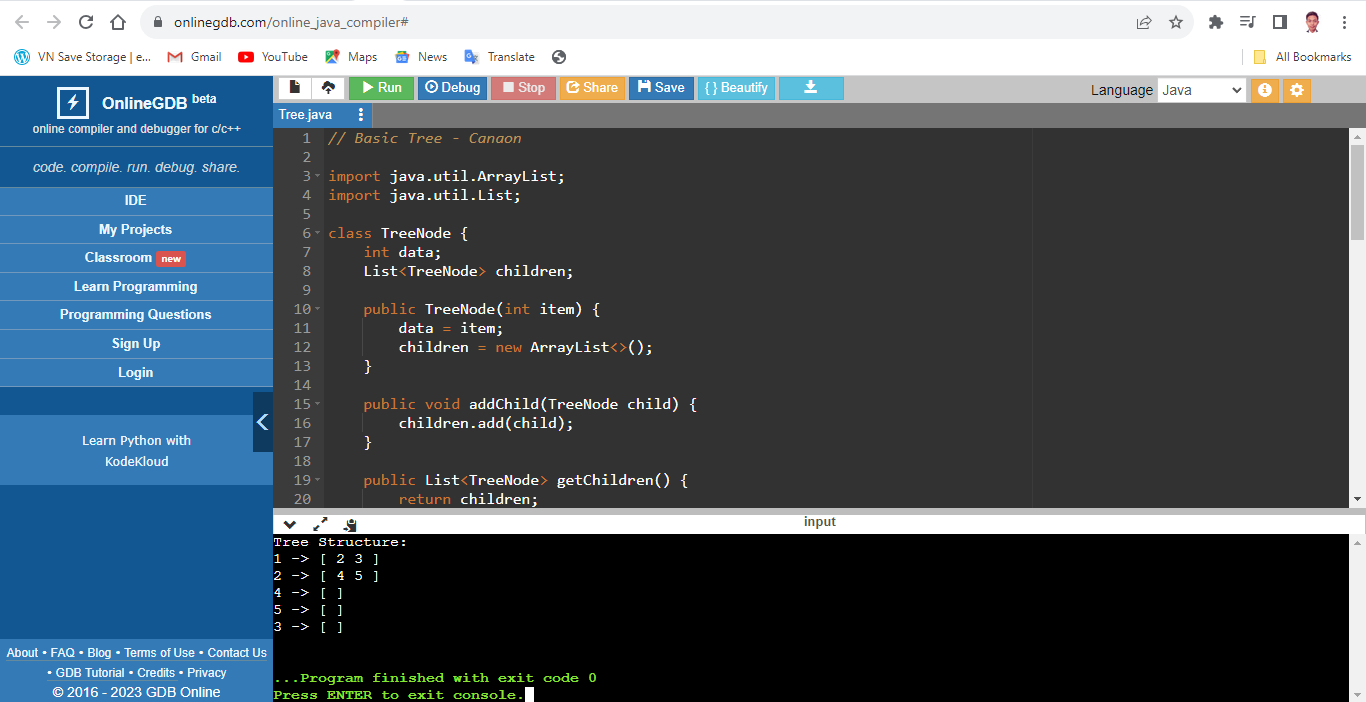 onlinegdb.com/online_java_compiler#
VN Save Storage | e... Gmail YouTube Maps News Translate All Bookmarks
OnlineGDB beta
online compiler and debugger for c/c++
code. compile. run. debug. share.
IDE
My Projects
Classroom new
Learn Programming
Programming Questions
Sign Up
Login
Learn Python with
KodeKloud
About • FAQ • Blog • Terms of Use • Contact Us
• GDB Tutorial • Credits • Privacy
© 2016 - 2023 GDB Online
Run Debug Stop Share Save { } Beautify Language Java
Tree.java
1 // Basic Tree - Canaon
2
3 import java.util.ArrayList;
4 import java.util.List;
5
6 class TreeNode {
7     int data;
8     List<TreeNode> children;
9
10     public TreeNode(int item) {
11         data = item;
12         children = new ArrayList<>();
13     }
14
15     public void addChild(TreeNode child) {
16         children.add(child);
17     }
18
19     public List<TreeNode> getChildren() {
20         return children;
input
Tree Structure:
1 -> [ 2 3 ]
2 -> [ 4 5 ]
4 -> [ ]
5 -> [ ]
3 -> [ ]
...Program finished with exit code 0
Press ENTER to exit console.